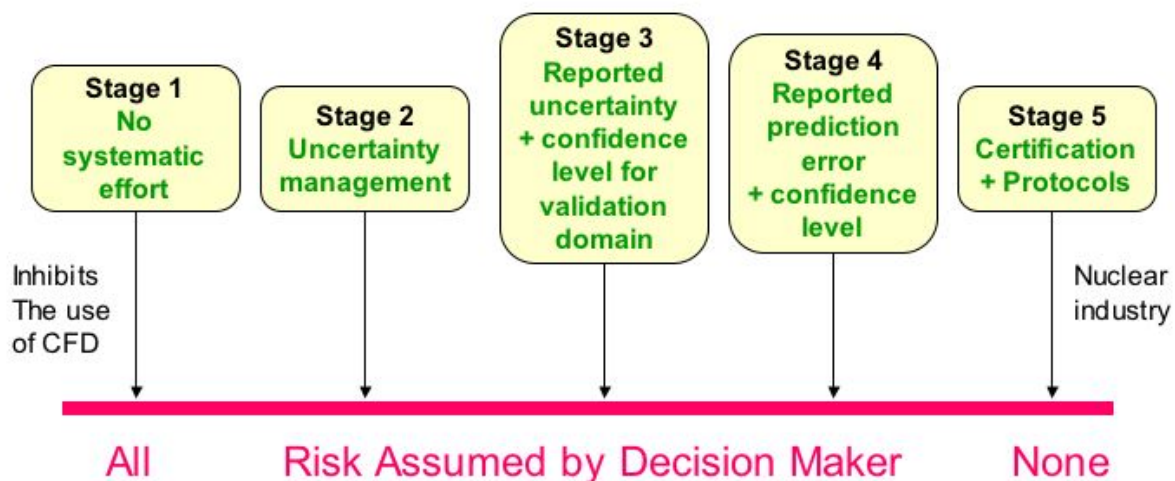 Stage 1
No
systematic
effort
Stage 2
Uncertainty
management
Stage 3
Reported
uncertainty
+ confidence
level for
validation
domain
Stage 4
Reported
prediction
error
+ confidence
level
Stage 5
Certification
+ Protocols
Inhibits
The use
of CFD
Nuclear
industry
All
Risk Assumed by Decision Maker
None